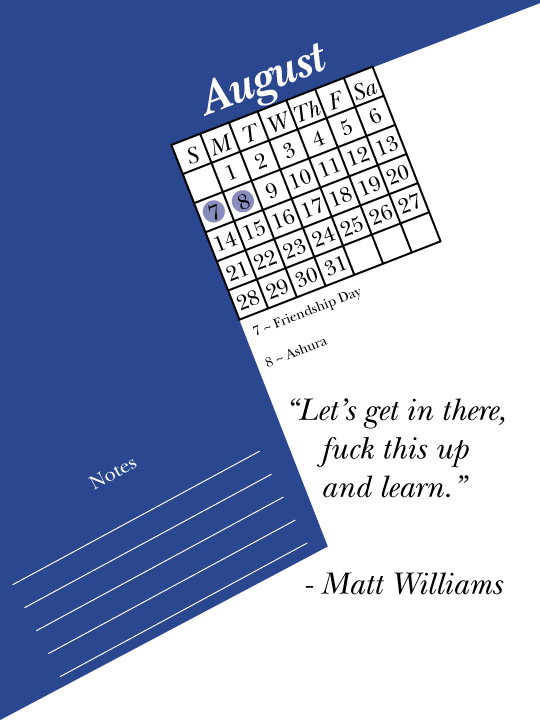 August
S M T W Th F Sa
1 2 3 4 5 6
7 8 9 10 11 12 13
14 15 16 17 18 19 20
21 22 23 24 25 26 27
28 29 30 31
7 ~ Friendship Day
8 ~ Ashura
“Let’s get in there,
fuck this up
and learn.”
- Matt Williams
Notes